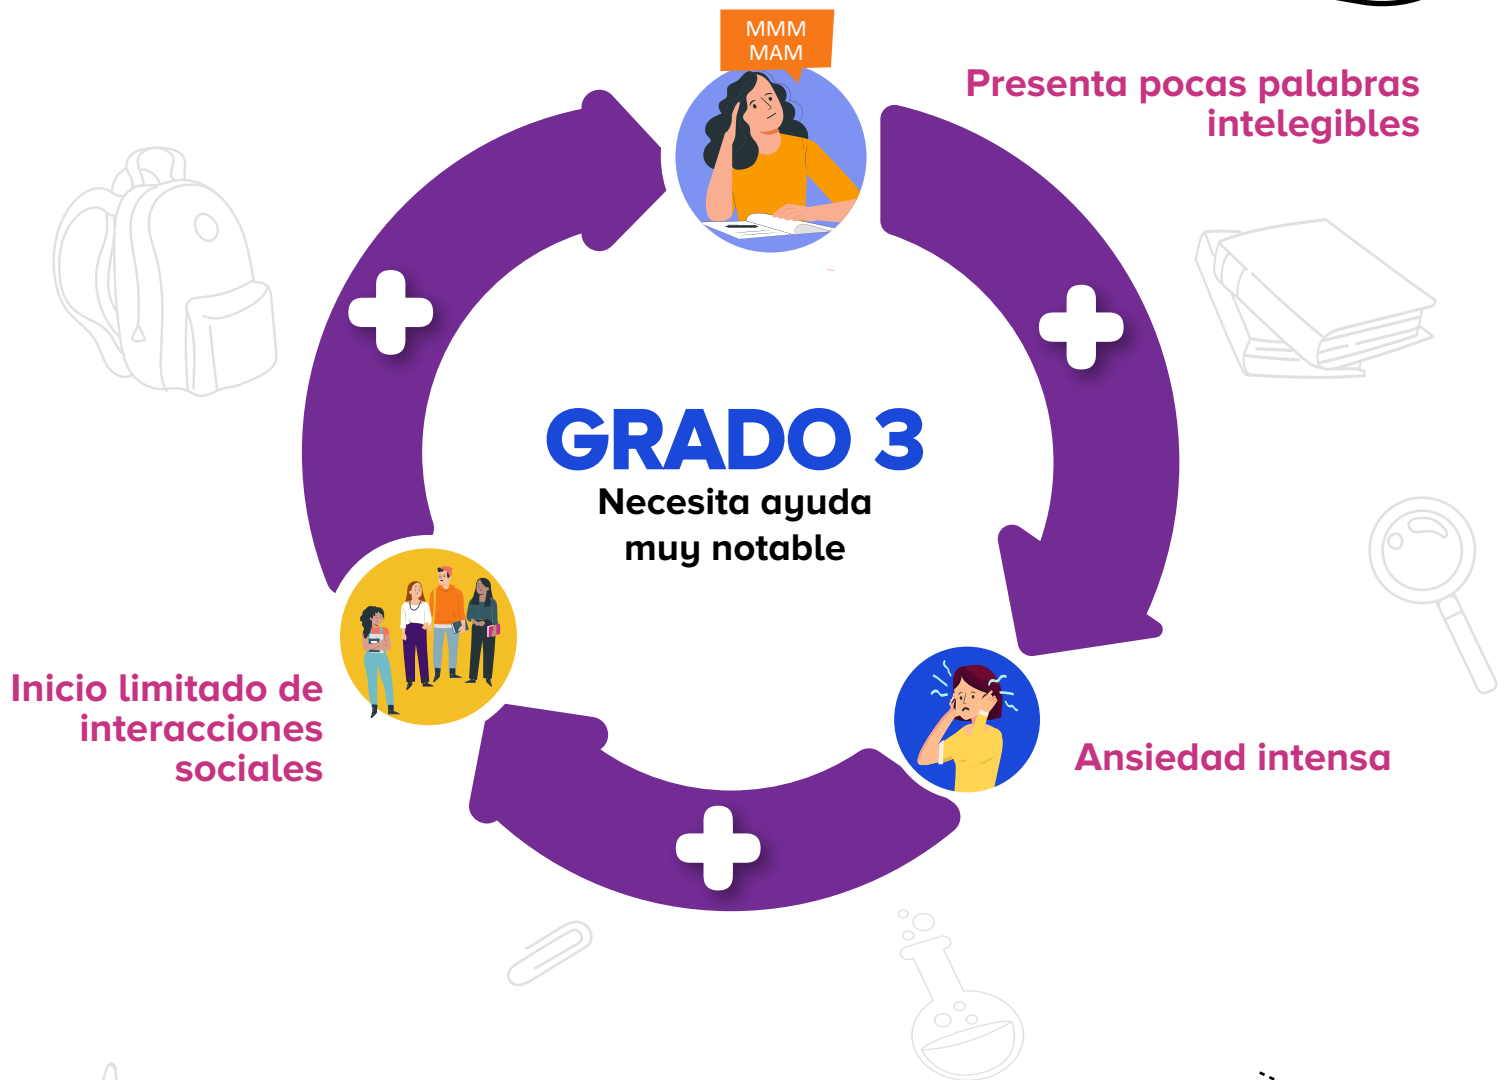 MMM
MAM
Presenta pocas palabras
intelegibles
GRADO 3
Necesita ayuda
muy notable
Inicio limitado de
interacciones
sociales
Ansiedad intensa